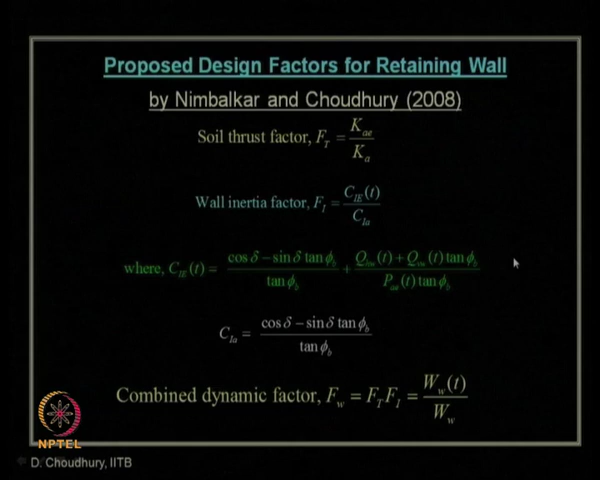 Proposed Design Factors for Retaining Wall
by Nimbalkar and Choudhury (2008)
Soil thrust factor, F_T = K_ae / K_a
Wall inertia factor, F_I = C_IE(t) / C_Ia
where, C_IE(t) = (cos δ − sin δ tan ϕ_b) / (tan ϕ_b) + (Q_hw(t) + Q_vw(t) tan ϕ_b) / (P_ae(t) tan ϕ_b)
C_Ia = (cos δ − sin δ tan ϕ_b) / (tan ϕ_b)
Combined dynamic factor, F_w = F_T F_I = W_w(t) / W_w
NPTEL
D. Choudhury, IITB